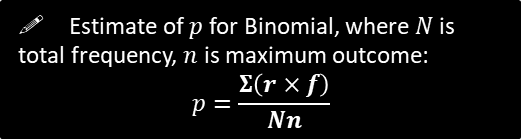 Estimate of p for Binomial, where N is
total frequency, n is maximum outcome:
p = Σ(r × f) / Nn